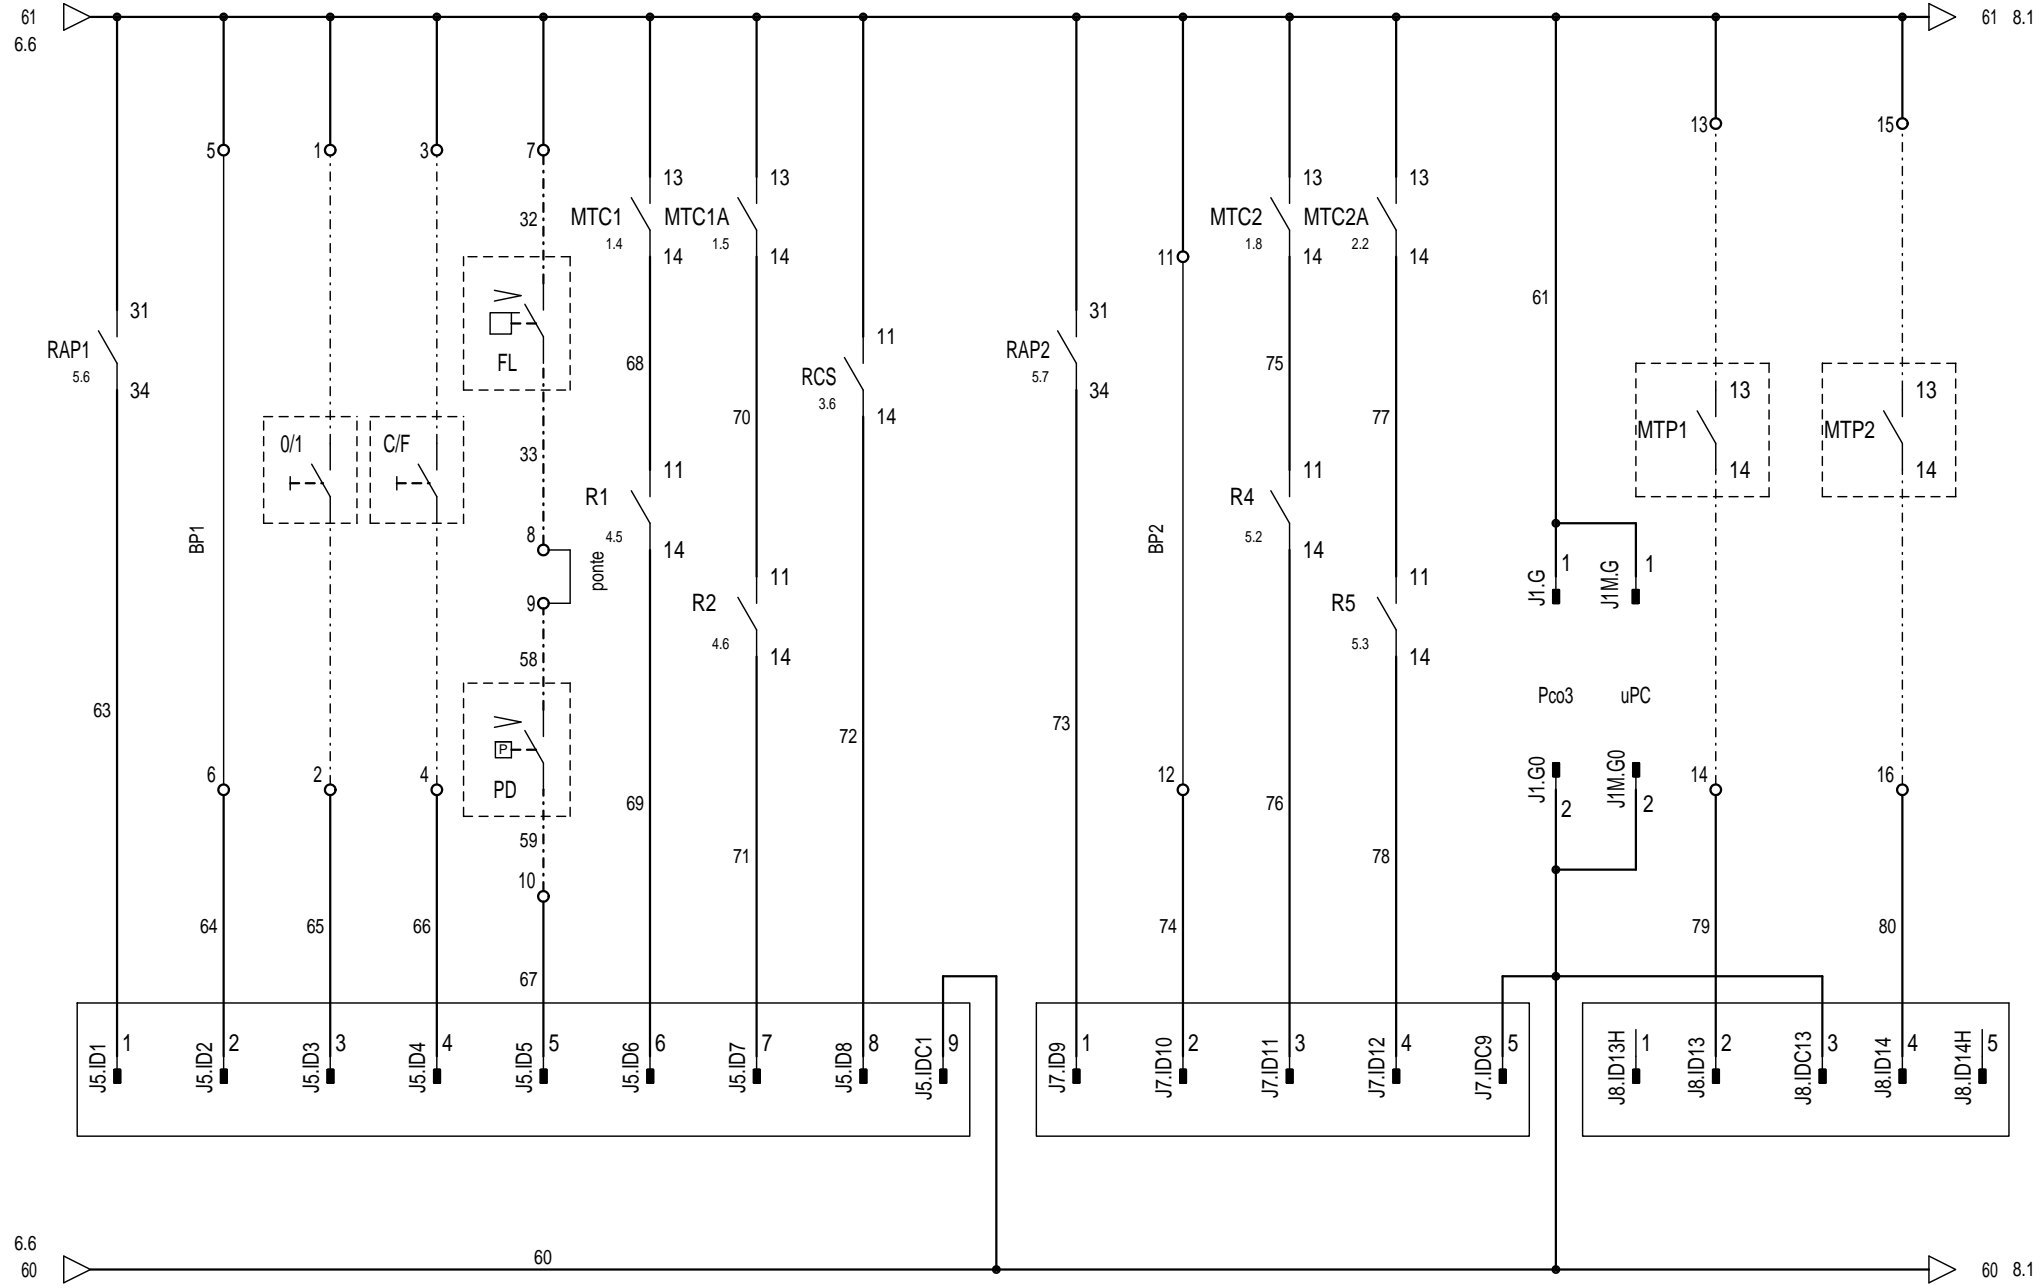 61
61 8.1
6.6
13
15
5
1
3
7
13
13
13
13
32
MTC1
MTC1A
MTC2
MTC2A
1.4
1.5
1.8
2.2
14
14
11
14
14
31
31
61
RAP1
5.6
34
FL
68
11
RCS
3.6
14
RAP2
5.7
34
75
13
13
70
77
MTP1
MTP2
0/1
C/F
33
11
11
14
14
R1
4.5
14
R4
5.2
14
BP1
8
ponte
9
BP2
1
1
J1.G
J1M.G
11
11
R2
4.6
14
R5
5.3
14
58
63
P
PD
73
72
Pco3
uPC
6
2
4
12
14
16
J1.G0
J1M.G0
2
2
69
76
59
71
78
10
64
65
66
74
79
80
67
J5.ID1 1
J5.ID2 2
J5.ID3 3
J5.ID4 4
J5.ID5 5
J5.ID6 6
J5.ID7 7
J5.ID8 8
J5.IDC1 9
J7.ID9 1
J7.ID10 2
J7.ID11 3
J7.ID12 4
J7.IDC9 5
J8.ID13H 1
J8.ID13 2
J8.IDC13 3
J8.ID14 4
J8.ID14H 5
6.6
60
60
60 8.1